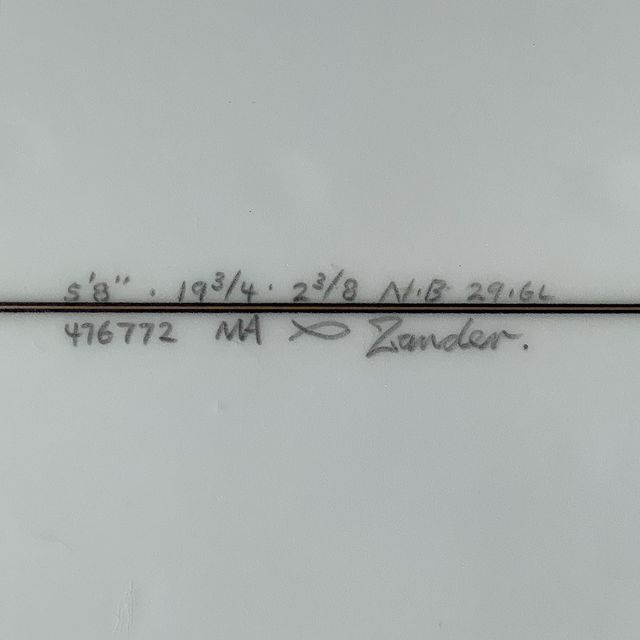 5'8" . 19 3/4 . 2 3/8 N.B 29.6L
476772 MA Zander.